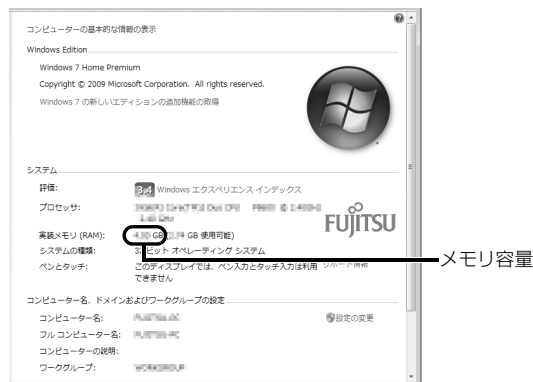 コンピューターの基本的な情報の表示
Windows Edition
Windows 7 Home Premium
Copyright © 2009 Microsoft Corporation. All rights reserved.
Windows 7 の新しいエディションの追加機能の取得
システム
評価:
3.4 Windows エクスペリエンス インデックス
プロセッサ:
FUJITSU
実装メモリ (RAM):
GB
GB 使用可能)
システムの種類:
ビット オペレーティング システム
ペンとタッチ:
このディスプレイでは、ペン入力とタッチ入力は利用できません
サポート情報
メモリ容量
コンピューター名、ドメインおよびワークグループの設定
コンピューター名:
設定の変更
フル コンピューター名:
コンピューターの説明:
ワークグループ:
WORKGROUP